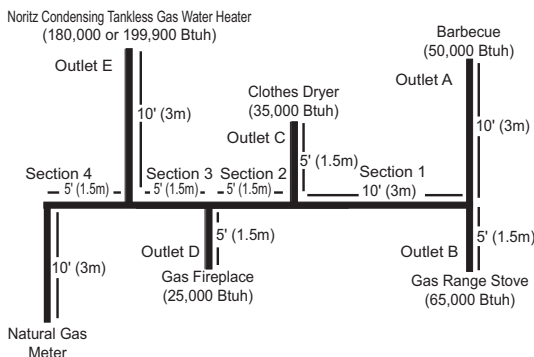 Noritz Condensing Tankless Gas Water Heater
(180,000 or 199,900 Btuh)
Outlet E
10' (3m)
Barbecue
(50,000 Btuh)
Outlet A
10' (3m)
Clothes Dryer
(35,000 Btuh)
Outlet C
5' (1.5m)
Section 4
5' (1.5m)
Section 3
5' (1.5m)
Section 2
5' (1.5m)
Section 1
10' (3m)
10' (3m)
Outlet D
5' (1.5m)
Gas Fireplace
(25,000 Btuh)
Outlet B
5' (1.5m)
Gas Range Stove
(65,000 Btuh)
Natural Gas
Meter